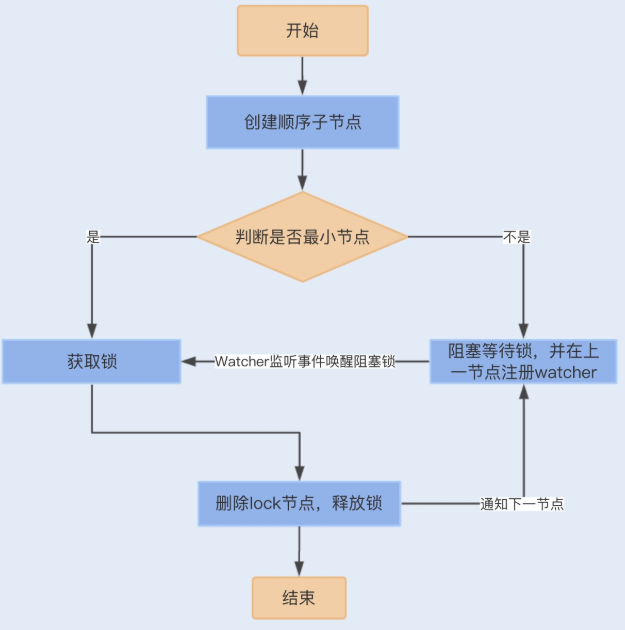 开始
创建顺序子节点
判断是否最小节点
是
不是
获取锁
Watcher监听事件唤醒阻塞锁
阻塞等待锁，并在上
一节点注册watcher
删除lock节点，释放锁
通知下一节点
结束